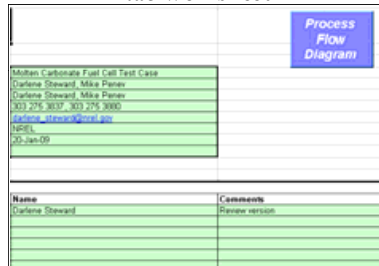 Process
Flow
Diagram
Molten Carbonate Fuel Cell Test Case
Darlene Steward, Mike Penev
Darlene Steward, Mike Penev
303 275 3837, 303 275 3880
darlene_steward@nrel.gov
NREL
20-Jan-09
Name Comments
Darlene Steward Review version